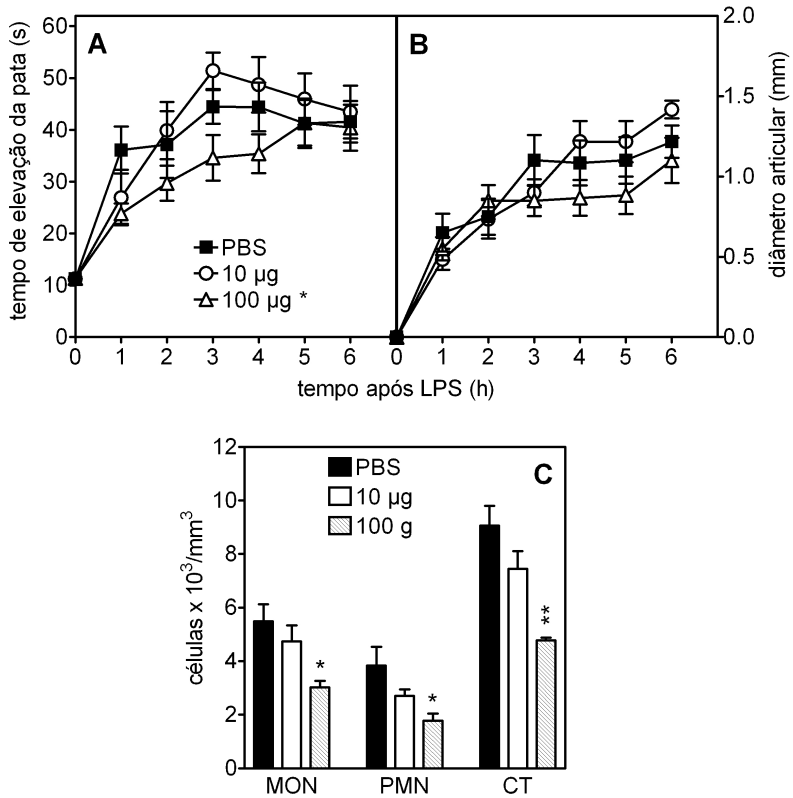 A
B
tempo de elevação da pata (s)
60
50
40
30
20
10
0
PBS
10 µg
100 µg *
0 1 2 3 4 5 6
0 1 2 3 4 5 6
2.0
1.5
1.0
0.5
0.0
diâmetro articular (mm)
tempo após LPS (h)
C
células x 10³/mm³
12
10
8
6
4
2
0
PBS
10 µg
100 g
*
*
**
MON PMN CT